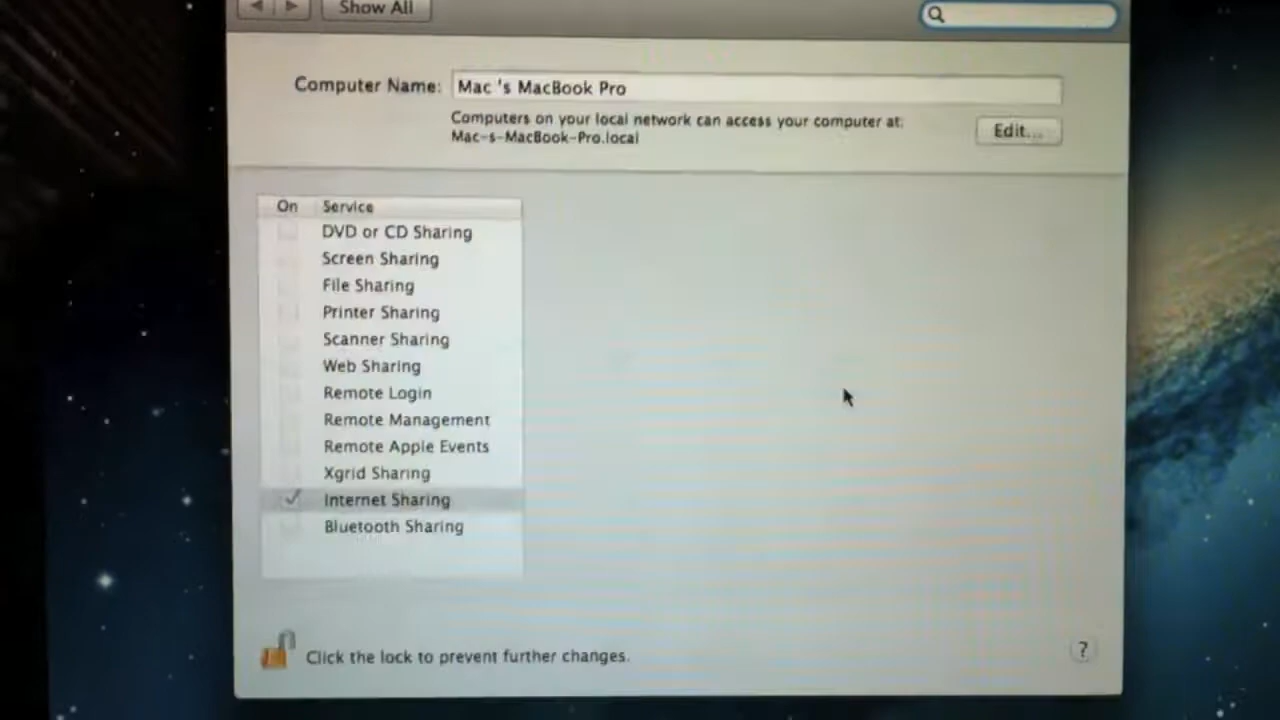 Show All
Computer Name: Mac 's MacBook Pro
Computers on your local network can access your computer at:
Mac-s-MacBook-Pro.local
Edit...
On Service
DVD or CD Sharing
Screen Sharing
File Sharing
Printer Sharing
Scanner Sharing
Web Sharing
Remote Login
Remote Management
Remote Apple Events
Xgrid Sharing
Internet Sharing
Bluetooth Sharing
Click the lock to prevent further changes.
?